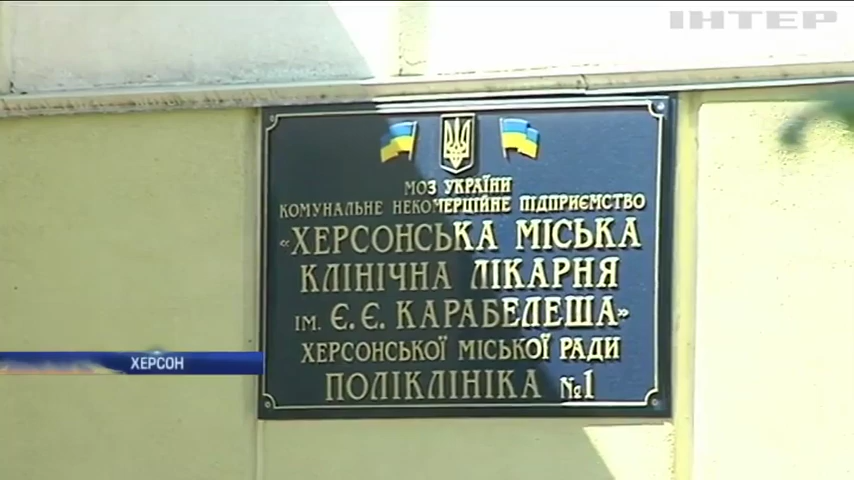 ІНТЕР
МОЗ УКРАЇНИ
КОМУНАЛЬНЕ НЕКОМЕРЦІЙНЕ ПІДПРИЄМСТВО
«ХЕРСОНСЬКА МІСЬКА
КЛІНІЧНА ЛІКАРНЯ
ІМ. Є.Є. КАРАБЕЛЕША»
ХЕРСОНСЬКОЇ МІСЬКОЇ РАДИ
ПОЛІКЛІНІКА №1
ХЕРСОН